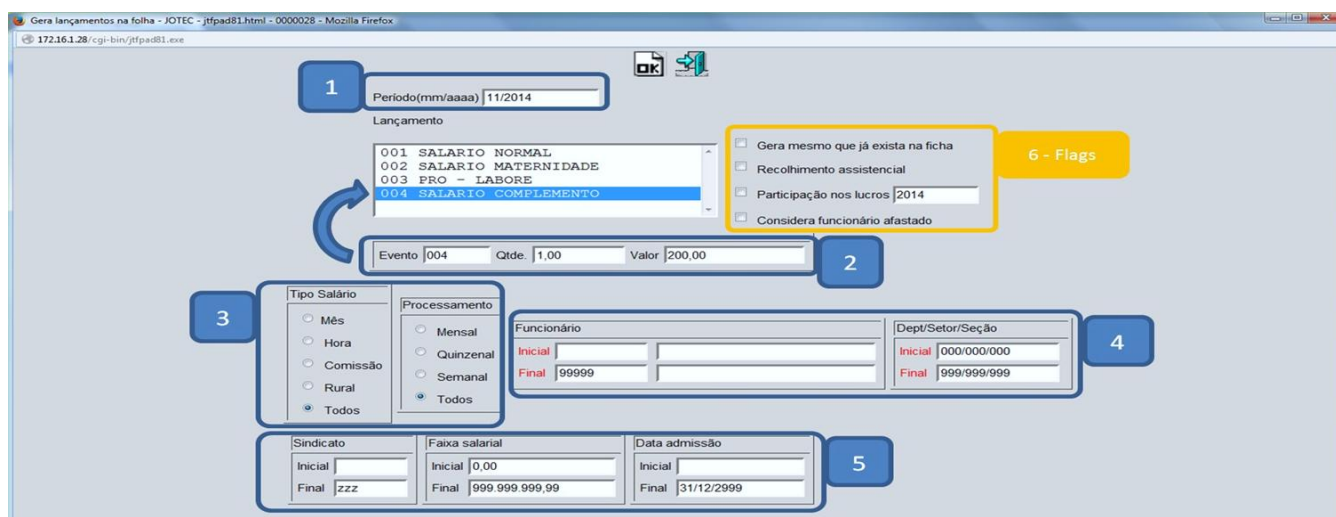 Gera lançamentos na folha - JOTEC - jtfpad81.html - 0000028 - Mozilla Firefox
172.16.1.28/cgi-bin/jtfpad81.exe
OK
1
Período(mm/aaaa) 11/2014
Lançamento
001 SALARIO NORMAL
002 SALARIO MATERNIDADE
003 PRO - LABORE
004 SALARIO COMPLEMENTO
Gera mesmo que já exista na ficha
Recolhimento assistencial
Participação nos lucros 2014
Considera funcionário afastado
6 - Flags
Evento 004 Qtde. 1,00 Valor 200,00
2
3
Tipo Salário
Mês
Hora
Comissão
Rural
Todos
Processamento
Mensal
Quinzenal
Semanal
Todos
Funcionário
Inicial
Final 99999
Dept/Setor/Seção
Inicial 000/000/000
Final 999/999/999
4
Sindicato
Inicial
Final zzz
Faixa salarial
Inicial 0,00
Final 999.999.999,99
Data admissão
Inicial
Final 31/12/2999
5